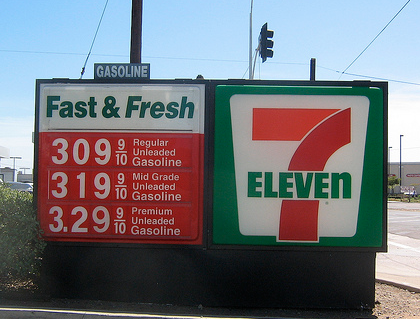 GASOLINE
Fast & Fresh
309 9/10 Regular Unleaded Gasoline
319 9/10 Mid Grade Unleaded Gasoline
3.29 9/10 Premium Unleaded Gasoline
7
ELEVEn